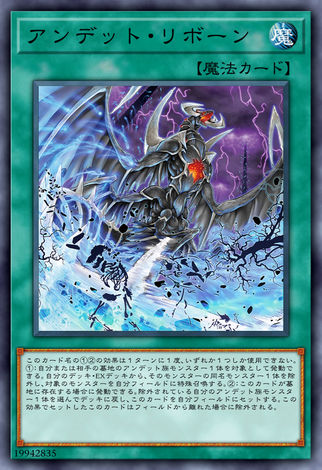 アンデット・リボーン
魔
【魔法カード】
このカード名の①②の効果は1ターンに1度、いずれか1つしか使用できない。
①:自分または相手の墓地のアンデット族モンスター1体を対象として発動で
きる。自分のデッキ・EXデッキから、そのモンスターの同名モンスター1体を除
外し、対象のモンスターを自分フィールドに特殊召喚する。②:このカードが墓
地に存在する場合に発動できる。除外されている自分のアンデット族モンスタ
ー1体を選んでデッキに戻し、このカードを自分フィールドにセットする。この
効果でセットしたこのカードはフィールドから離れた場合に除外される。
19942835